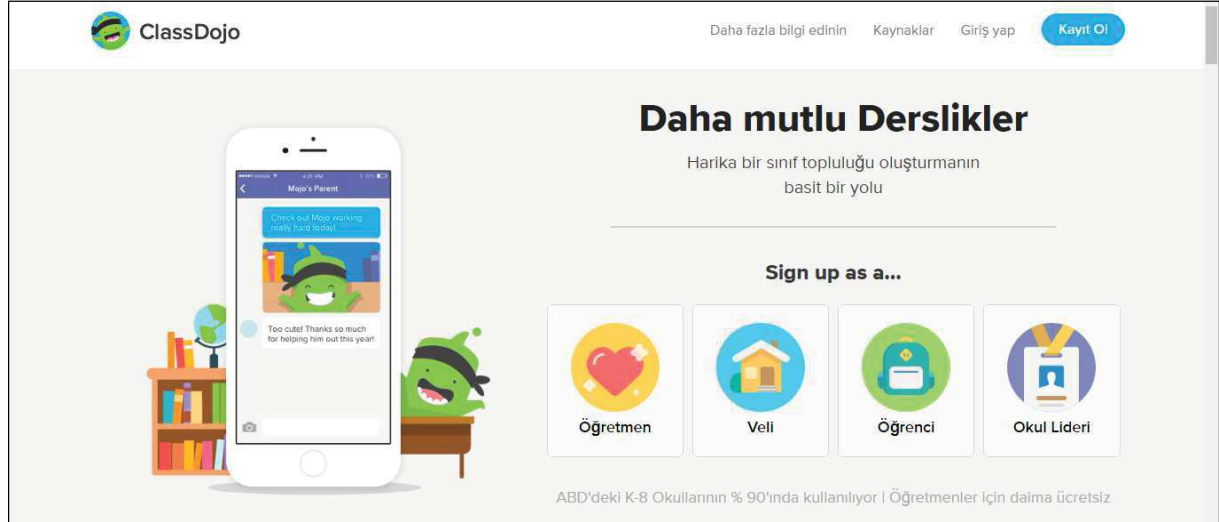 ClassDojo
Daha fazla bilgi edinin Kaynaklar Giriş yap Kayıt Ol
Daha mutlu Derslikler
Harika bir sınıf topluluğu oluşturmanın
basit bir yolu
Sign up as a...
Öğretmen Veli Öğrenci Okul Lideri
ABD'deki K-8 Okullarının % 90'ında kullanılıyor | Öğretmenler için daima ücretsiz
4:21 PM
Mojo's Parent
Check out Mojo working
really hard today!
Too cute! Thanks so much
for helping him out this year!